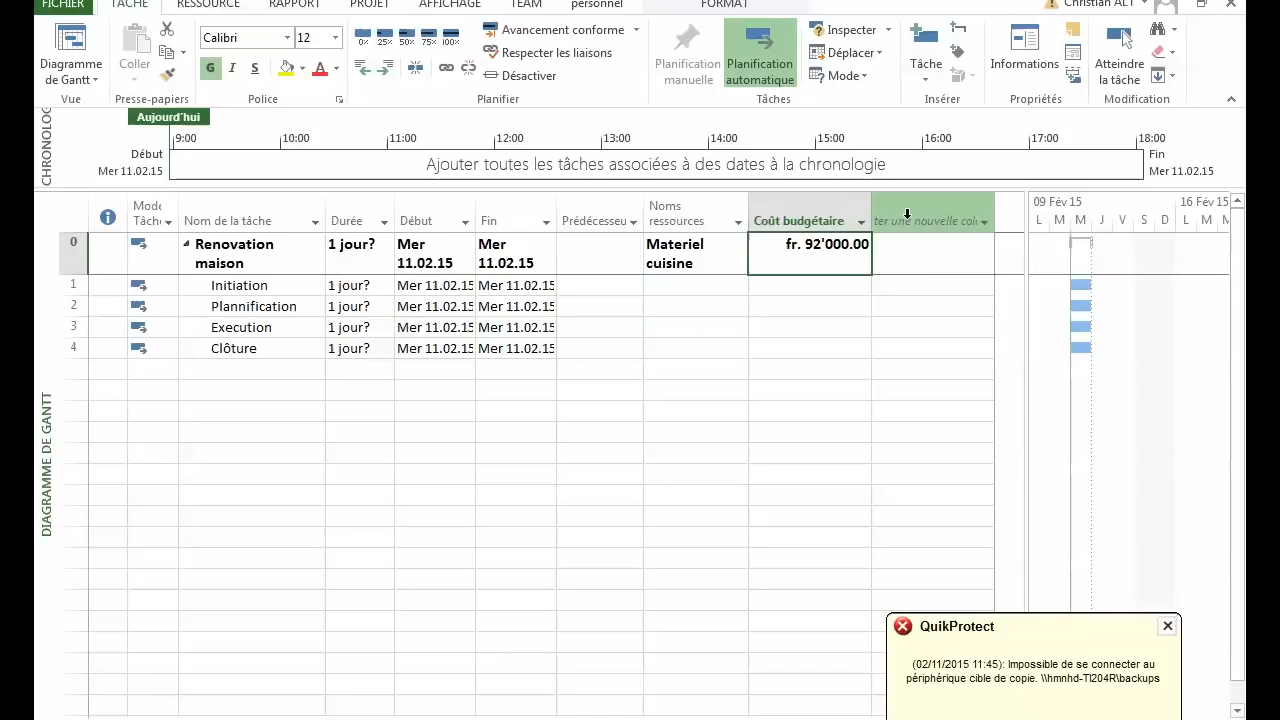 FICHIER TÂCHE RESSOURCE RAPPORT PROJET AFFICHAGE TEAM personnel FORMAT Christian ALT
Calibri 12
0% 25% 50% 75% 100%
Avancement conforme
Respecter les liaisons
Désactiver
G I S A
Diagramme de Gantt
Coller
Planification manuelle
Planification automatique
Inspecter
Déplacer
Mode
Tâche
Informations
Atteindre la tâche
Vue Presse-papiers Police Planifier Tâches Insérer Propriétés Modification
Aujourd'hui
9:00 10:00 11:00 12:00 13:00 14:00 15:00 16:00 17:00 18:00
CHRONOLOG
Début
Mer 11.02.15
Ajouter toutes les tâches associées à des dates à la chronologie
Fin
Mer 11.02.15
Mode Tâche Nom de la tâche Durée Début Fin Prédécesseu Noms ressources Coût budgétaire ter une nouvelle col
09 Fév 15 16 Fév 15
L M M J V S D L M M
0 Renovation maison 1 jour? Mer 11.02.15 Mer 11.02.15 Materiel cuisine fr. 92'000.00
1 Initiation 1 jour? Mer 11.02.15 Mer 11.02.15
2 Plannification 1 jour? Mer 11.02.15 Mer 11.02.15
3 Execution 1 jour? Mer 11.02.15 Mer 11.02.15
4 Clôture 1 jour? Mer 11.02.15 Mer 11.02.15
DIAGRAMME DE GANTT
QuikProtect
(02/11/2015 11:45): Impossible de se connecter au
périphérique cible de copie. \\hmnhd-TI204R\backups